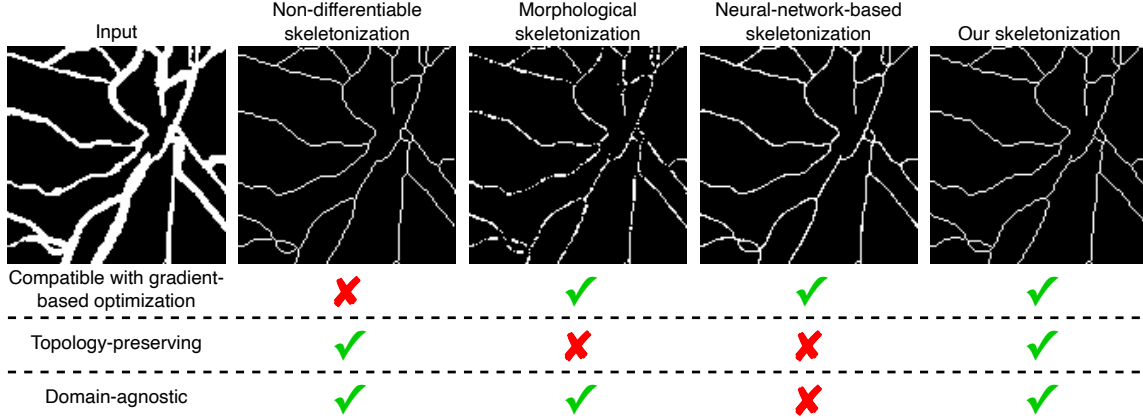 Input
Non-differentiable
skeletonization
Morphological
skeletonization
Neural-network-based
skeletonization
Our skeletonization
Compatible with gradient-
based optimization
Topology-preserving
Domain-agnostic